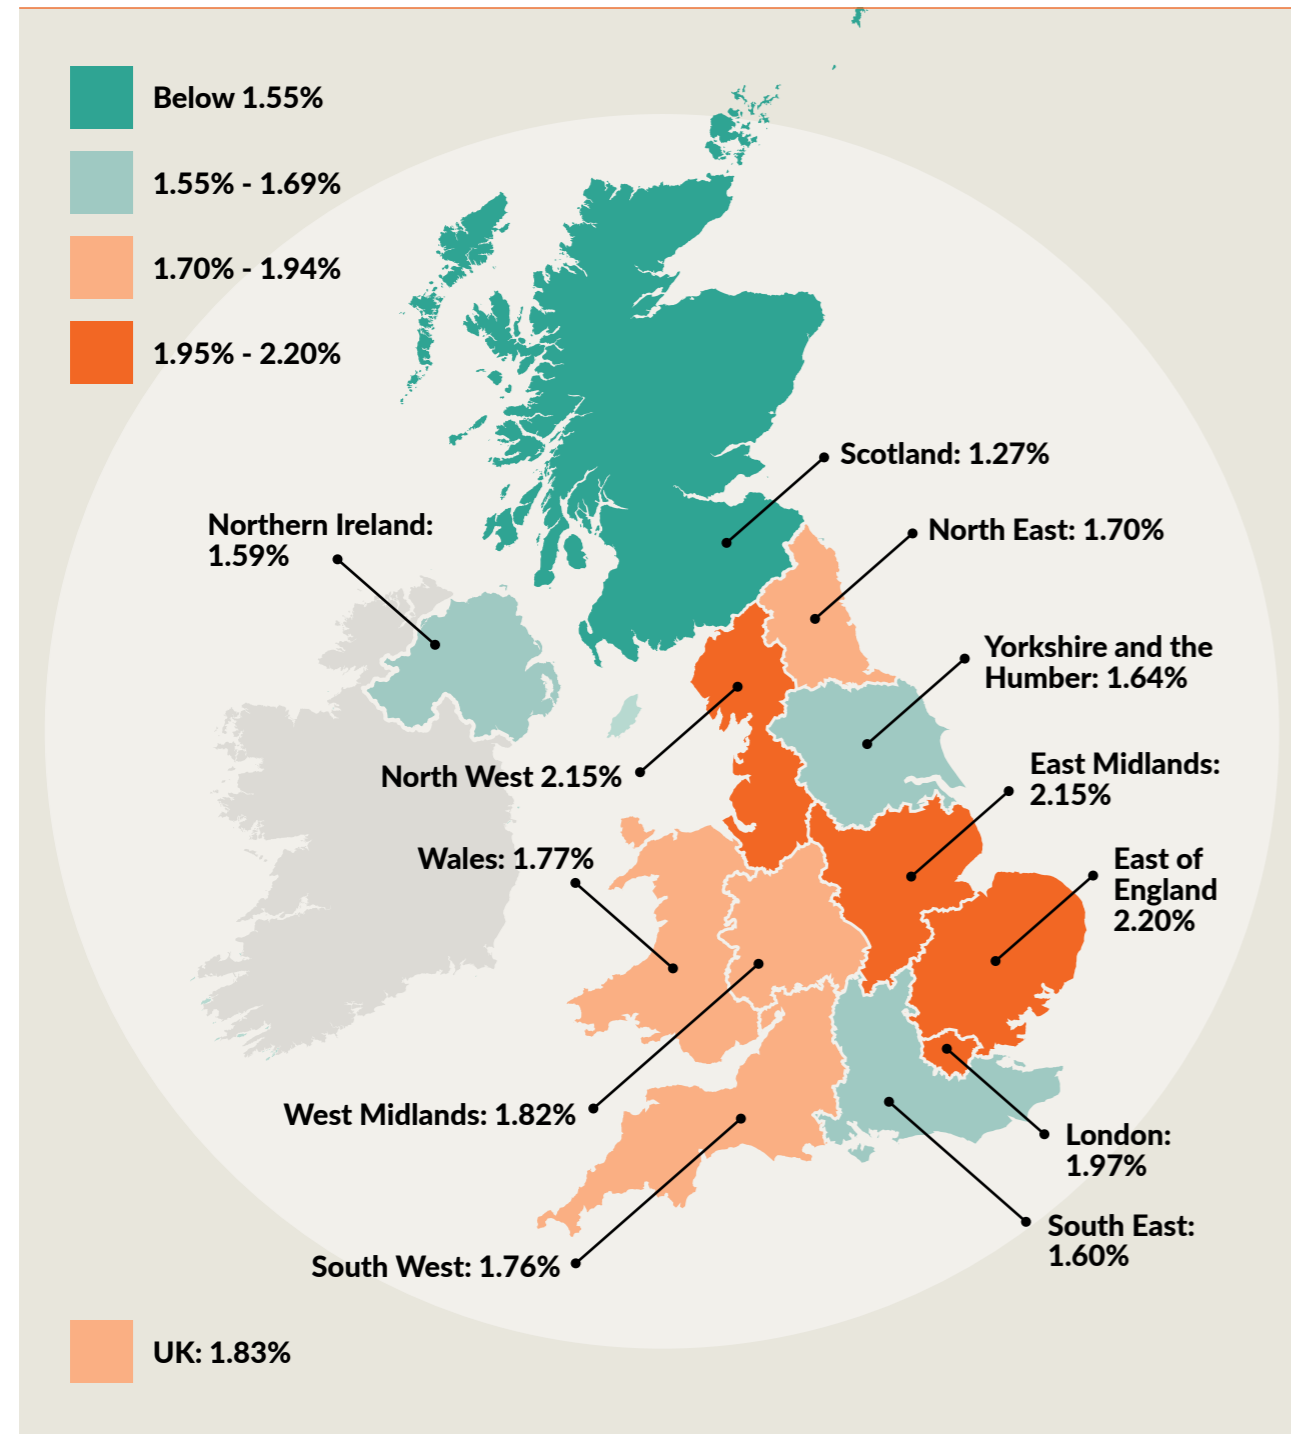 Below 1.55%
1.55% - 1.69%
1.70% - 1.94%
1.95% - 2.20%
Scotland: 1.27%
Northern Ireland:
1.59%
North East: 1.70%
Yorkshire and the
Humber: 1.64%
North West 2.15%
East Midlands:
2.15%
Wales: 1.77%
East of
England
2.20%
West Midlands: 1.82%
London:
1.97%
South East:
1.60%
South West: 1.76%
UK: 1.83%